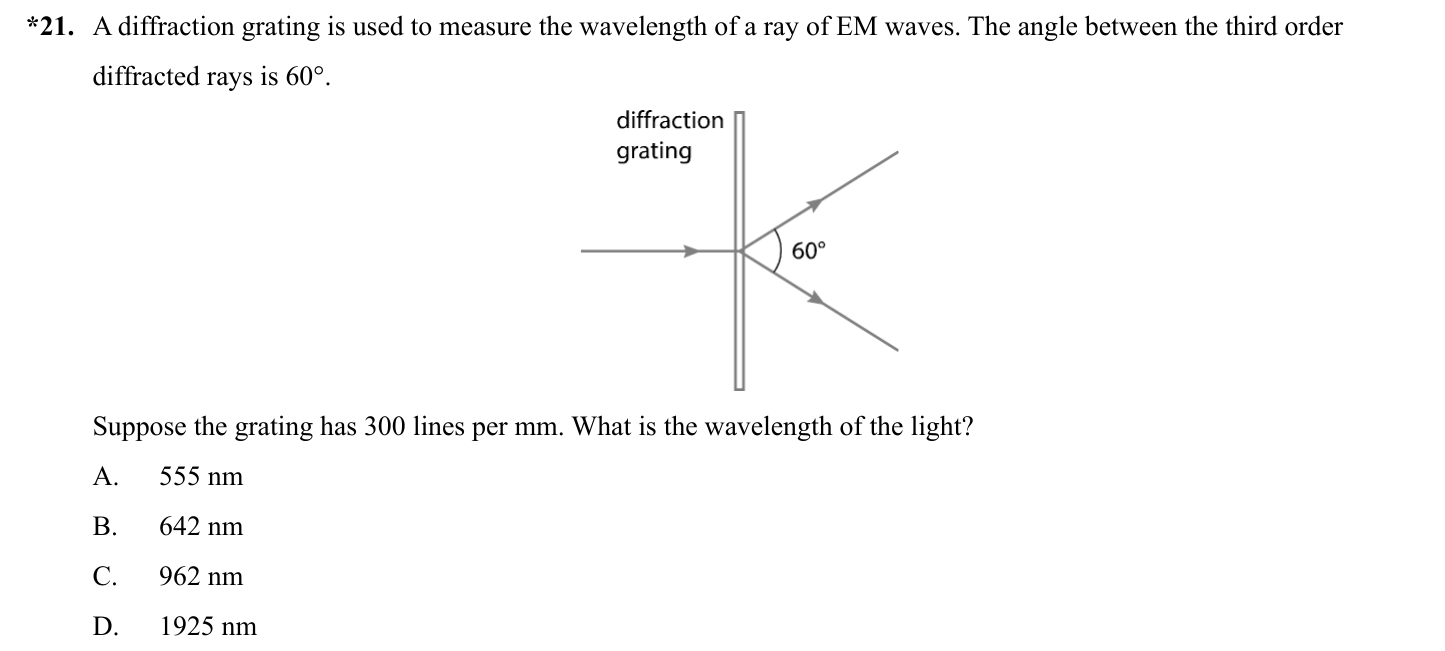 *21. A diffraction grating is used to measure the wavelength of a ray of EM waves. The angle between the third order
diffracted rays is 60°.
diffraction
grating
60°
Suppose the grating has 300 lines per mm. What is the wavelength of the light?
A. 555 nm
B. 642 nm
C. 962 nm
D. 1925 nm